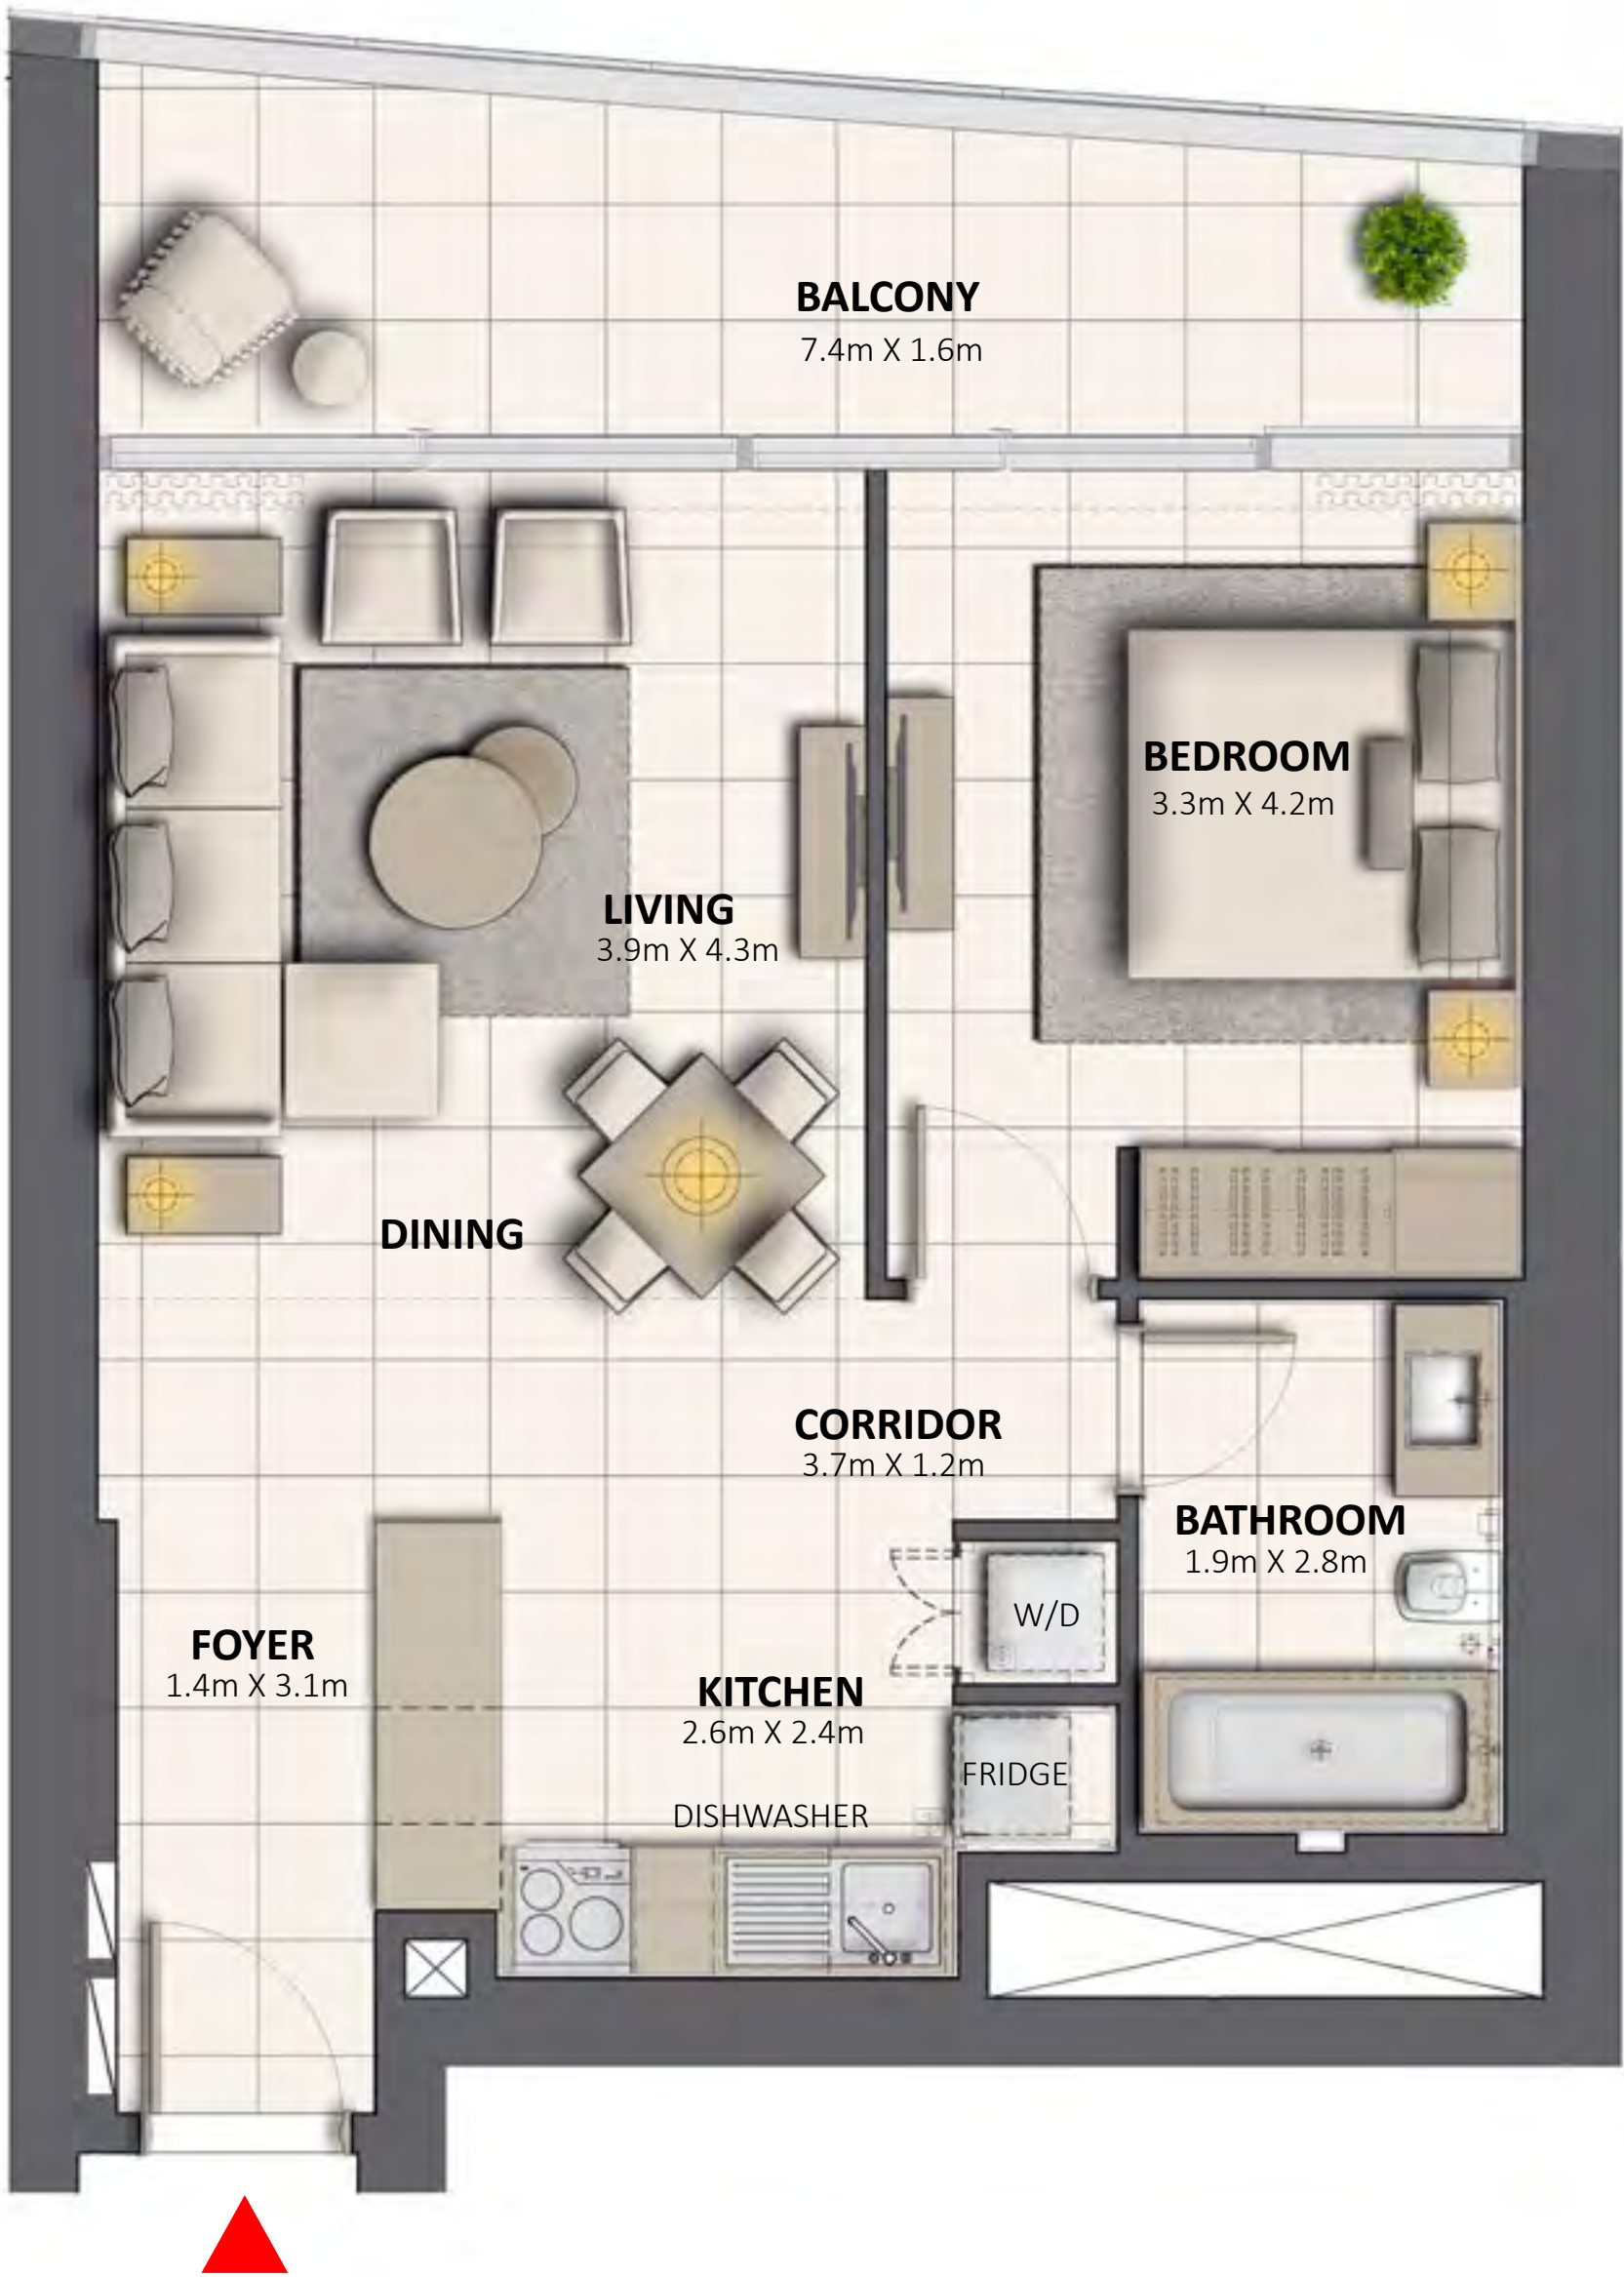 BALCONY
7.4m X 1.6m
BEDROOM
3.3m X 4.2m
LIVING
3.9m X 4.3m
DINING
CORRIDOR
3.7m X 1.2m
BATHROOM
1.9m X 2.8m
W/D
FOYER
1.4m X 3.1m
KITCHEN
2.6m X 2.4m
FRIDGE
DISHWASHER